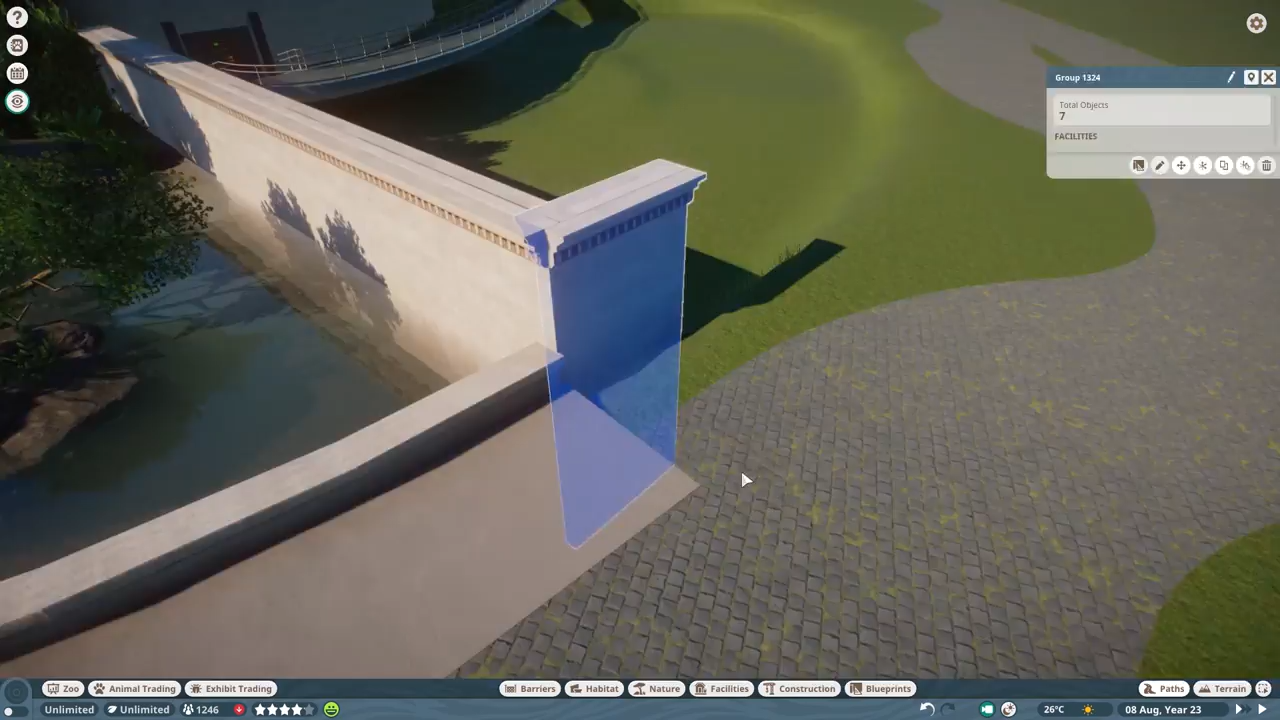 ?
Group 1324
Total Objects
7
FACILITIES
Zoo
Animal Trading
Exhibit Trading
Barriers
Habitat
Nature
Facilities
Construction
Blueprints
Paths
Terrain
Unlimited
Unlimited
1246
26°C
08 Aug, Year 23